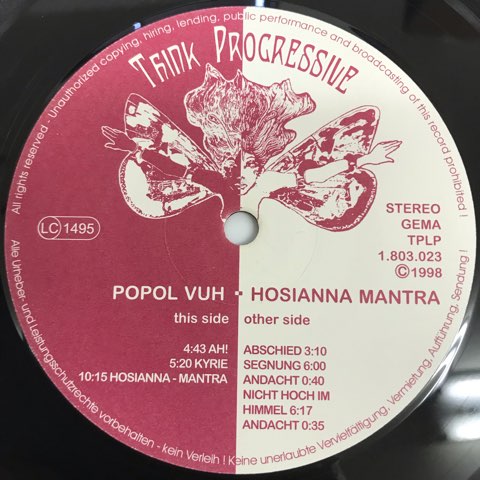 All rights reserved - Unauthorized copying, hiring, lending, public performance and broadcasting of this record prohibited !
THINK PROGRESSIVE
LC 1495
STEREO
GEMA
TPLP
1.803.023
©1998
POPOL VUH - HOSIANNA MANTRA
this side other side
4:43 AH!
5:20 KYRIE
10:15 HOSIANNA - MANTRA
ABSCHIED 3:10
SEGNUNG 6:00
ANDACHT 0:40
NICHT HOCH IM
HIMMEL 6:17
ANDACHT 0:35
Alle Urheber- und Leistungsschutzrechte vorbehalten - kein Verleih ! Keine unerlaubte Vervielfältigung, Vermietung, Aufführung, Sendung !